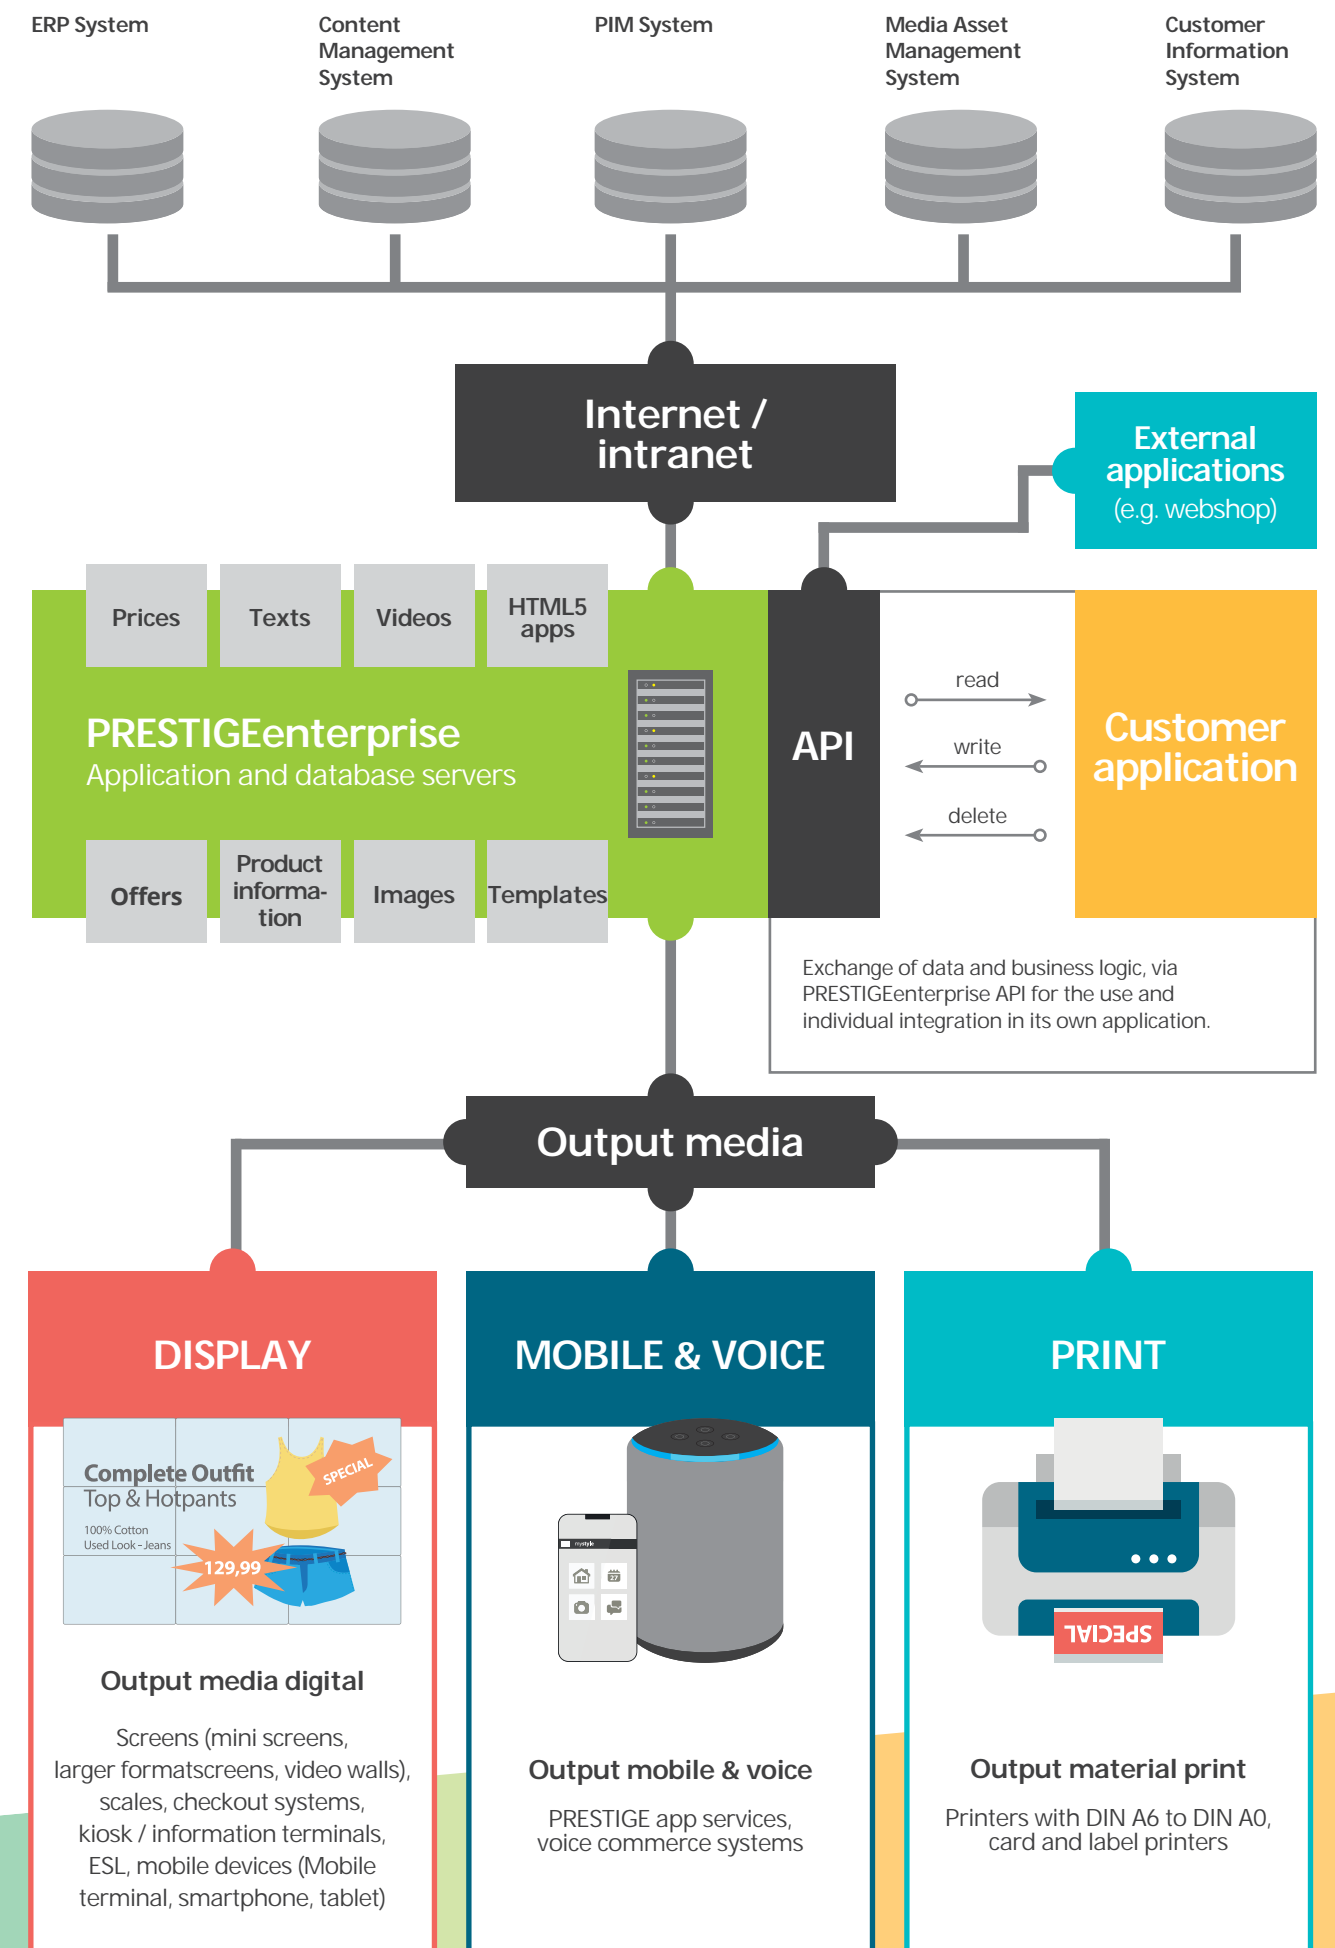 ERP System
Content
Management
System
PIM System
Media Asset
Management
System
Customer
Information
System
Internet /
intranet
External
applications
(e.g. webshop)
Prices
Texts
Videos
HTML5
apps
PRESTIGEenterprise
Application and database servers
API
read
write
delete
Customer
application
Offers
Product
informa-
tion
Images
Templates
Exchange of data and business logic, via
PRESTIGEenterprise API for the use and
individual integration in its own application.
Output media
DISPLAY
MOBILE & VOICE
PRINT
Complete Outfit
Top & Hotpants
100% Cotton
Used Look – Jeans
SPECIAL
129,99
mystyle
37
SPECIAL
Output media digital
Screens (mini screens,
larger formatscreens, video walls),
scales, checkout systems,
kiosk / information terminals,
ESL, mobile devices (Mobile
terminal, smartphone, tablet)
Output mobile & voice
PRESTIGE app services,
voice commerce systems
Output material print
Printers with DIN A6 to DIN A0,
card and label printers